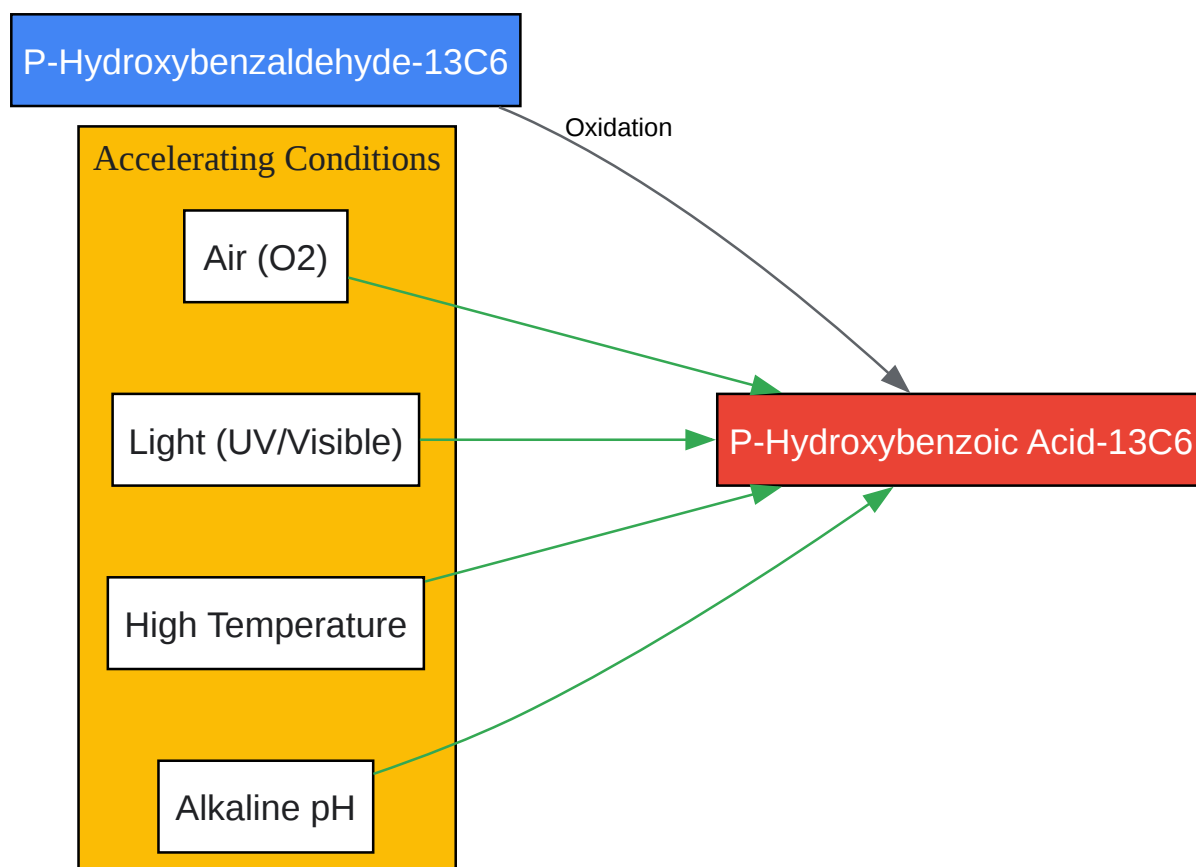 P-Hydroxybenzaldehyde-13C6
Oxidation
Accelerating Conditions
Air (O2)
Light (UV/Visible)
P-Hydroxybenzoic Acid-13C6
High Temperature
Alkaline pH